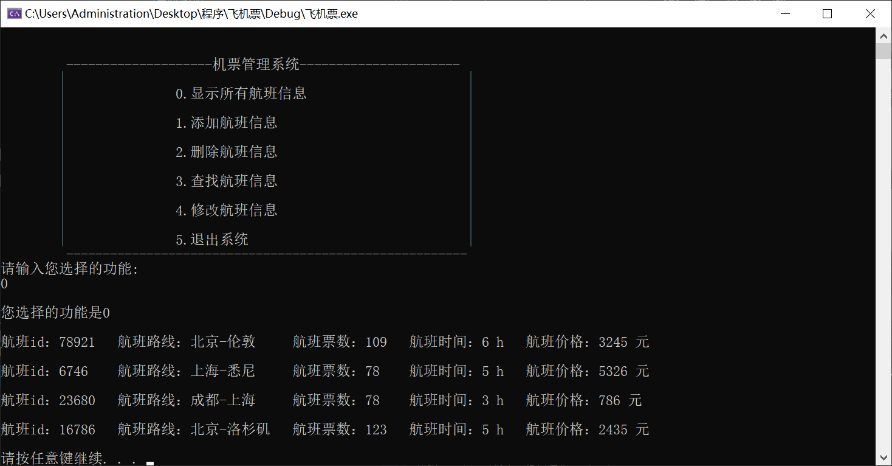 C:\Users\Administration\Desktop\程序\飞机票\Debug\飞机票.exe
--------------------机票管理系统----------------------
0.显示所有航班信息
1.添加航班信息
2.删除航班信息
3.查找航班信息
4.修改航班信息
5.退出系统
-------------------------------------------------------
请输入您选择的功能:
0
您选择的功能是0
航班id: 78921 航班路线: 北京-伦敦 航班票数: 109 航班时间: 6 h 航班价格: 3245 元
航班id: 6746 航班路线: 上海-悉尼 航班票数: 78 航班时间: 5 h 航班价格: 5326 元
航班id: 23680 航班路线: 成都-上海 航班票数: 78 航班时间: 3 h 航班价格: 786 元
航班id: 16786 航班路线: 北京-洛杉矶 航班票数: 123 航班时间: 5 h 航班价格: 2435 元
请按任意键继续. . .